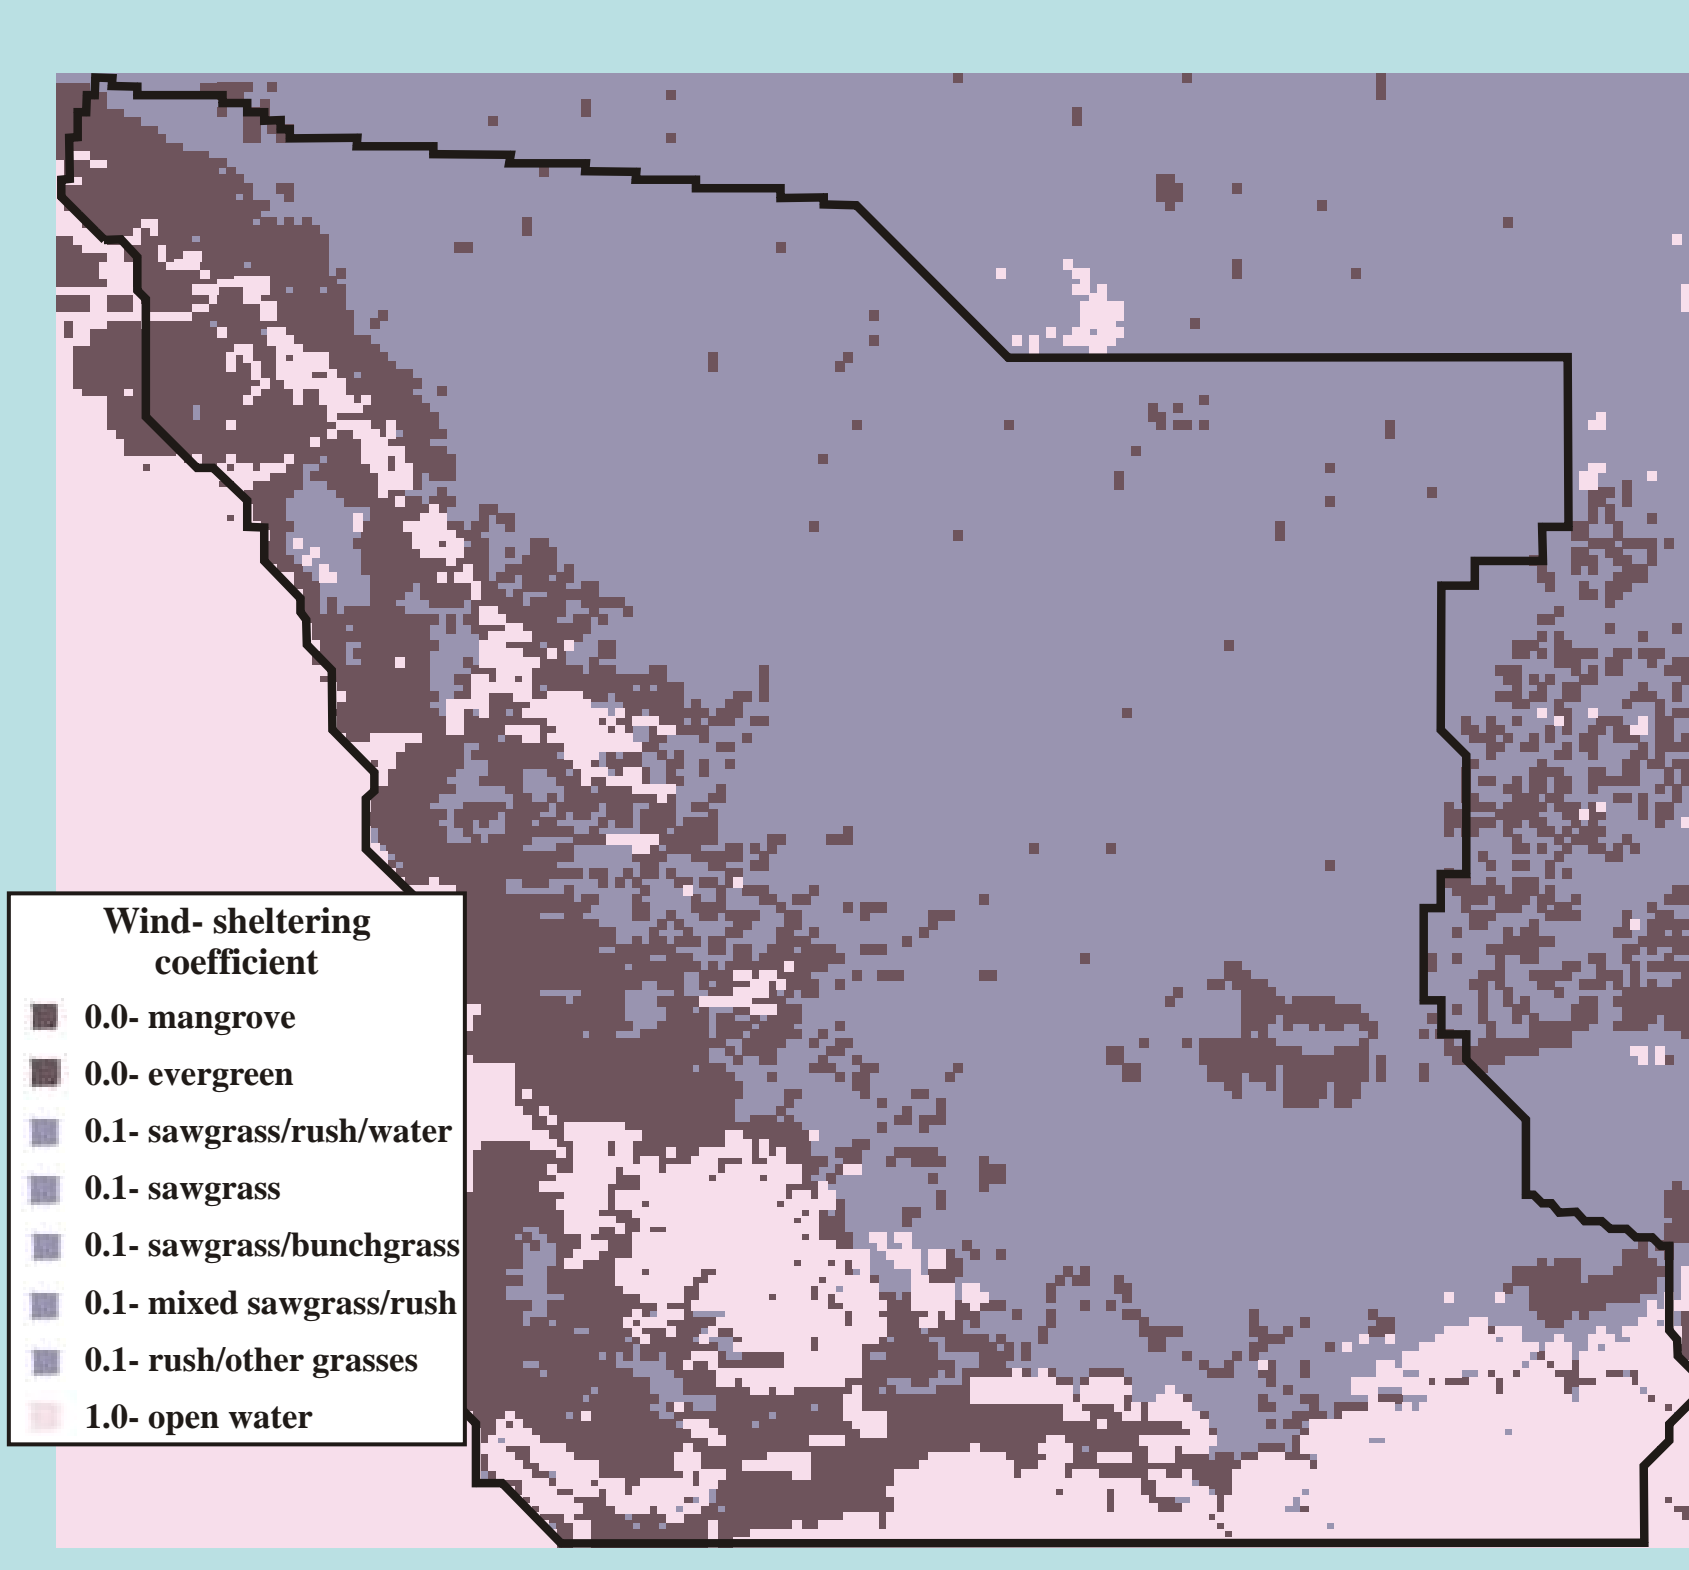 Wind- sheltering
coefficient
0.0- mangrove
0.0- evergreen
0.1- sawgrass/rush/water
0.1- sawgrass
0.1- sawgrass/bunchgrass
0.1- mixed sawgrass/rush
0.1- rush/other grasses
1.0- open water